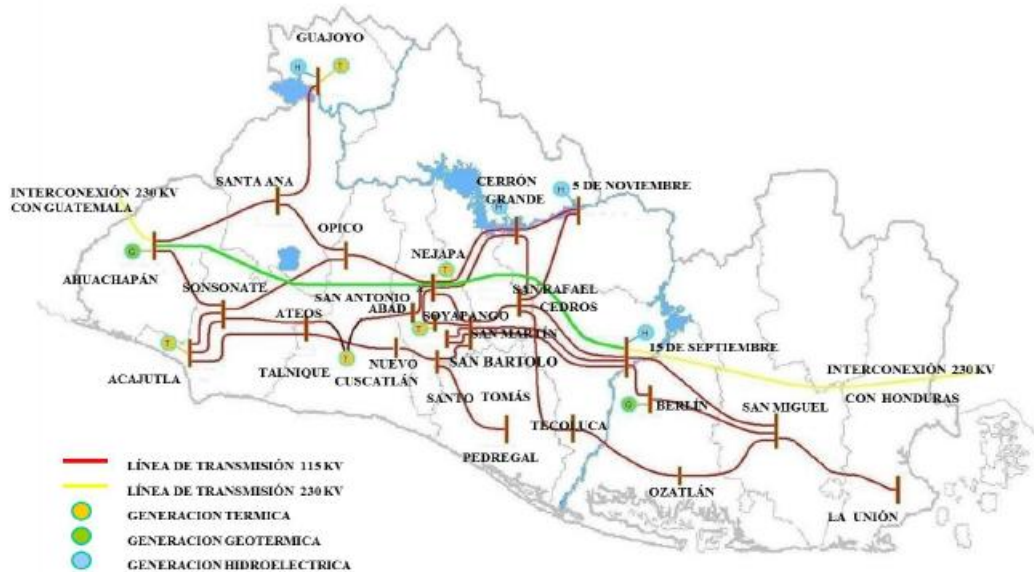 GUAJOYO
H
T
SANTA ANA
INTERCONEXIÓN 230 KV
CON GUATEMALA
CERRÓN
GRANDE
H
H
5 DE NOVIEMBRE
OPICO
NEJAPA
G
AHUACHAPÁN
SONSONATE
T
SAN ANTONIO
ABAD
SAN RAFAEL
CEDROS
ATEOS
SOYAPANGO
T
SAN MARTÍN
H
15 DE SEPTIEMBRE
T
ACAJUTLA
T
TALNIQUE
NUEVO
CUSCATLÁN
SAN BARTOLO
INTERCONEXIÓN 230 KV
CON HONDURAS
SANTO TOMÁS
G
BERLÍN
SAN MIGUEL
TECOLUCA
PEDREGAL
OZATLÁN
LA UNIÓN
LÍNEA DE TRANSMISIÓN 115 KV
LÍNEA DE TRANSMISIÓN 230 KV
GENERACION TERMICA
GENERACION GEOTERMICA
GENERACION HIDROELECTRICA